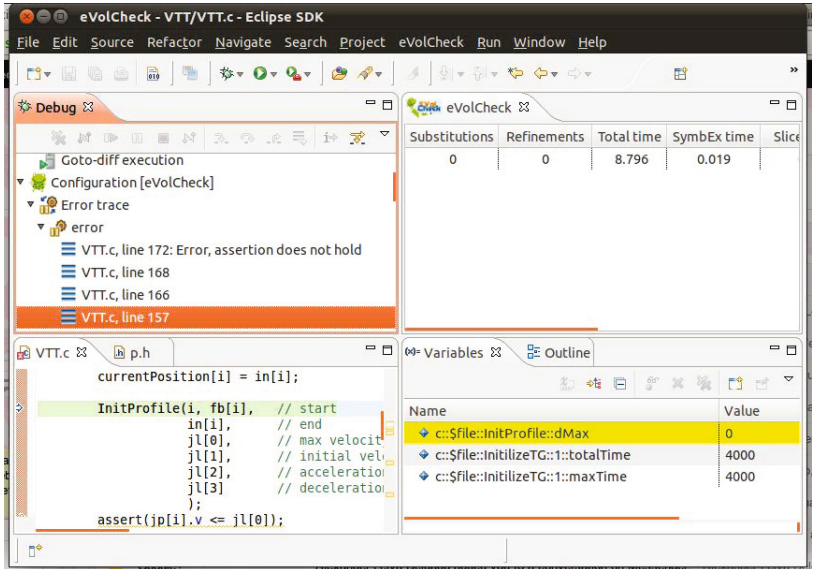 eVolCheck - VTT/VTT.c - Eclipse SDK
File Edit Source Refactor Navigate Search Project eVolCheck Run Window Help
Debug
Goto-diff execution
Configuration [eVolCheck]
Error trace
error
VTT.c, line 172: Error, assertion does not hold
VTT.c, line 168
VTT.c, line 166
VTT.c, line 157
eVolCheck
Substitutions Refinements Total time SymbEx time Slice
0 0 8.796 0.019
VTT.c p.h
currentPosition[i] = in[i];
InitProfile(i, fb[i], // start
in[i], // end
jl[0], // max velocit
jl[1], // initial vel
jl[2], // acceleratio
jl[3] // deceleration
);
assert(jp[i].v <= jl[0]);
Variables Outline
Name Value
c::$file::InitProfile::dMax 0
c::$file::InitilizeTG::1::totalTime 4000
c::$file::InitilizeTG::1::maxTime 4000